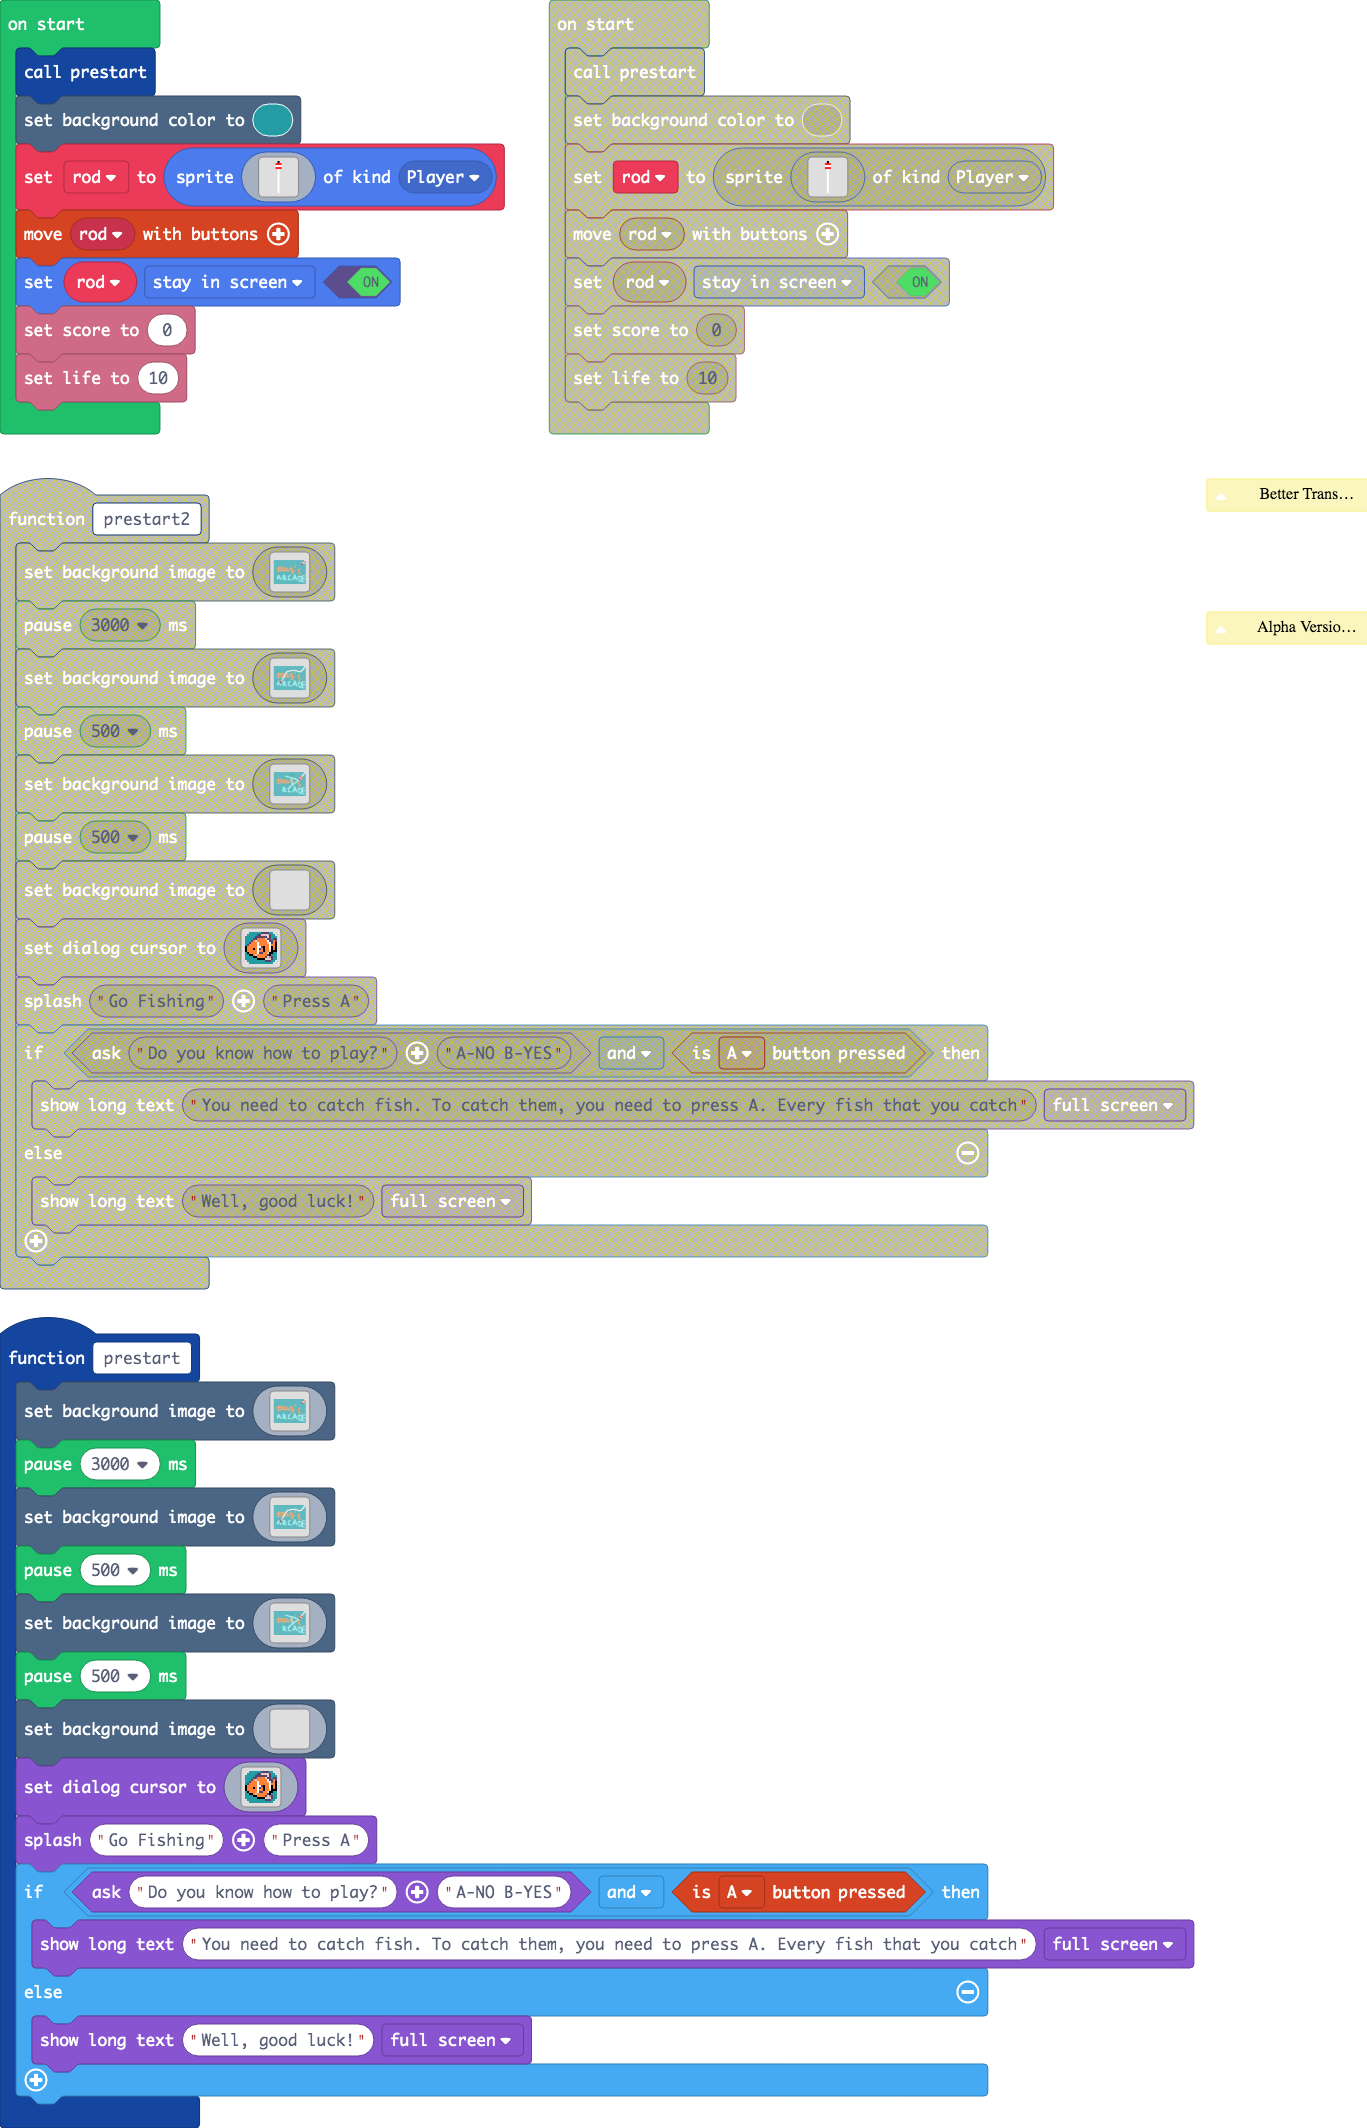 on start
call prestart
set background color to
set rod to sprite of kind Player
move rod with buttons
set rod stay in screen ON
set score to 0
set life to 10
on start
call prestart
set background color to
set rod to sprite of kind Player
move rod with buttons
set rod stay in screen ON
set score to 0
set life to 10
Better Trans…
Alpha Versio…
function prestart2
set background image to
pause 3000 ms
set background image to
pause 500 ms
set background image to
pause 500 ms
set background image to
set dialog cursor to
splash "Go Fishing" "Press A"
if ask "Do you know how to play?" "A-NO B-YES" and is A button pressed then
show long text "You need to catch fish. To catch them, you need to press A. Every fish that you catch" full screen
else
show long text "Well, good luck!" full screen
function prestart
set background image to
pause 3000 ms
set background image to
pause 500 ms
set background image to
pause 500 ms
set background image to
set dialog cursor to
splash "Go Fishing" "Press A"
if ask "Do you know how to play?" "A-NO B-YES" and is A button pressed then
show long text "You need to catch fish. To catch them, you need to press A. Every fish that you catch" full screen
else
show long text "Well, good luck!" full screen